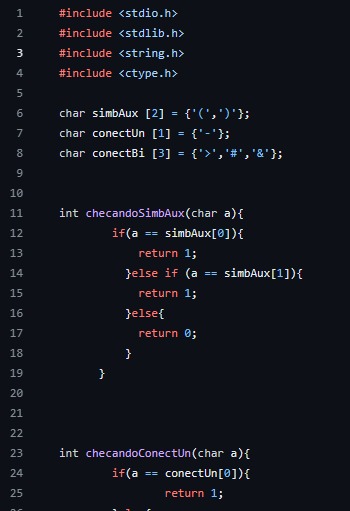 1 #include <stdio.h>
2 #include <stdlib.h>
3 #include <string.h>
4 #include <ctype.h>
5
6 char simbAux [2] = {'(',')'};
7 char conectUn [1] = {'-'};
8 char conectBi [3] = {'>','#','&'};
9
10
11 int checandoSimbAux(char a){
12 if(a == simbAux[0]){
13 return 1;
14 }else if (a == simbAux[1]){
15 return 1;
16 }else{
17 return 0;
18 }
19 }
20
21
22
23 int checandoConectUn(char a){
24 if(a == conectUn[0]){
25 return 1;